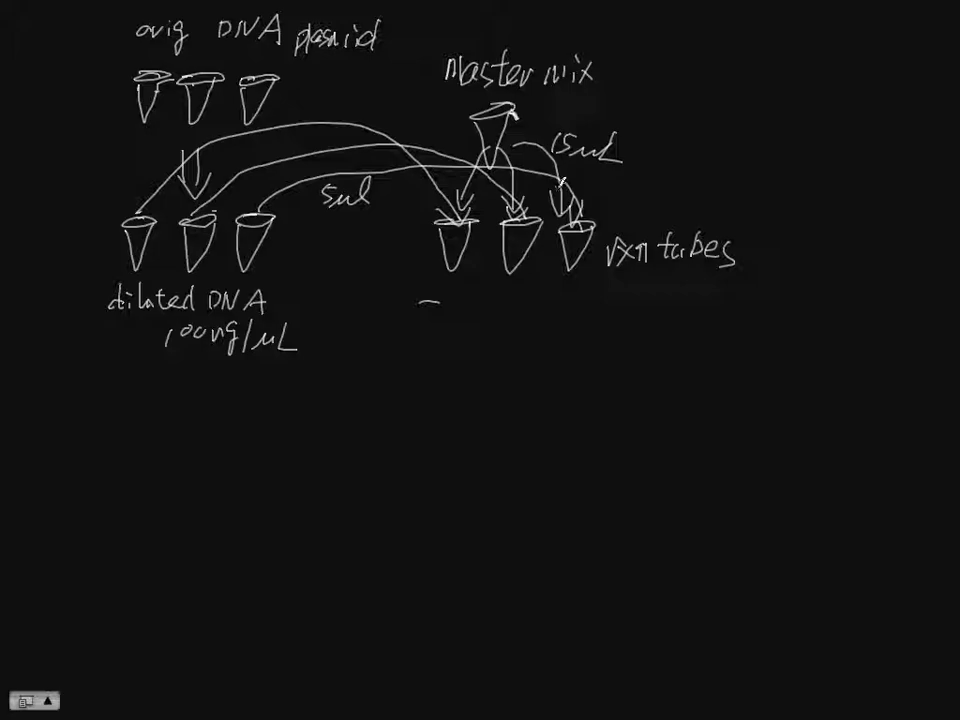 orig DNA plasmid
Master mix
15uL
5ul
rxn tubes
diluted DNA
100ng/uL